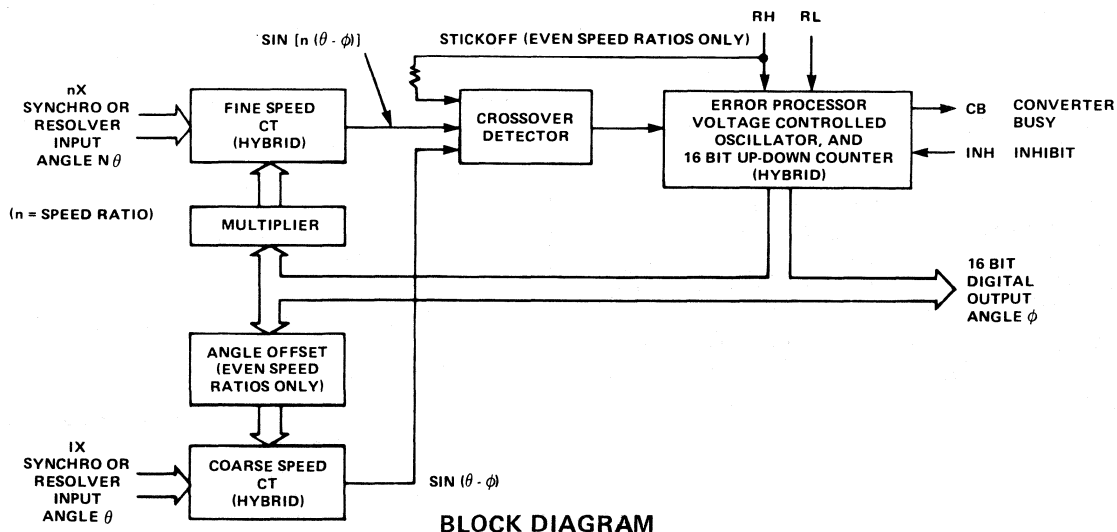 RH RL
SIN [n (θ - φ)]
STICKOFF (EVEN SPEED RATIOS ONLY)
nX
SYNCHRO OR
RESOLVER
INPUT
ANGLE N θ
FINE SPEED
CT
(HYBRID)
CROSSOVER
DETECTOR
ERROR PROCESSOR
VOLTAGE CONTROLLED
OSCILLATOR, AND
16 BIT UP-DOWN COUNTER
(HYBRID)
CB CONVERTER
BUSY
INH INHIBIT
(n = SPEED RATIO)
MULTIPLIER
16 BIT
DIGITAL
OUTPUT
ANGLE φ
ANGLE OFFSET
(EVEN SPEED
RATIOS ONLY)
IX
SYNCHRO OR
RESOLVER
INPUT
ANGLE θ
COARSE SPEED
CT
(HYBRID)
SIN (θ - φ)
BLOCK DIAGRAM